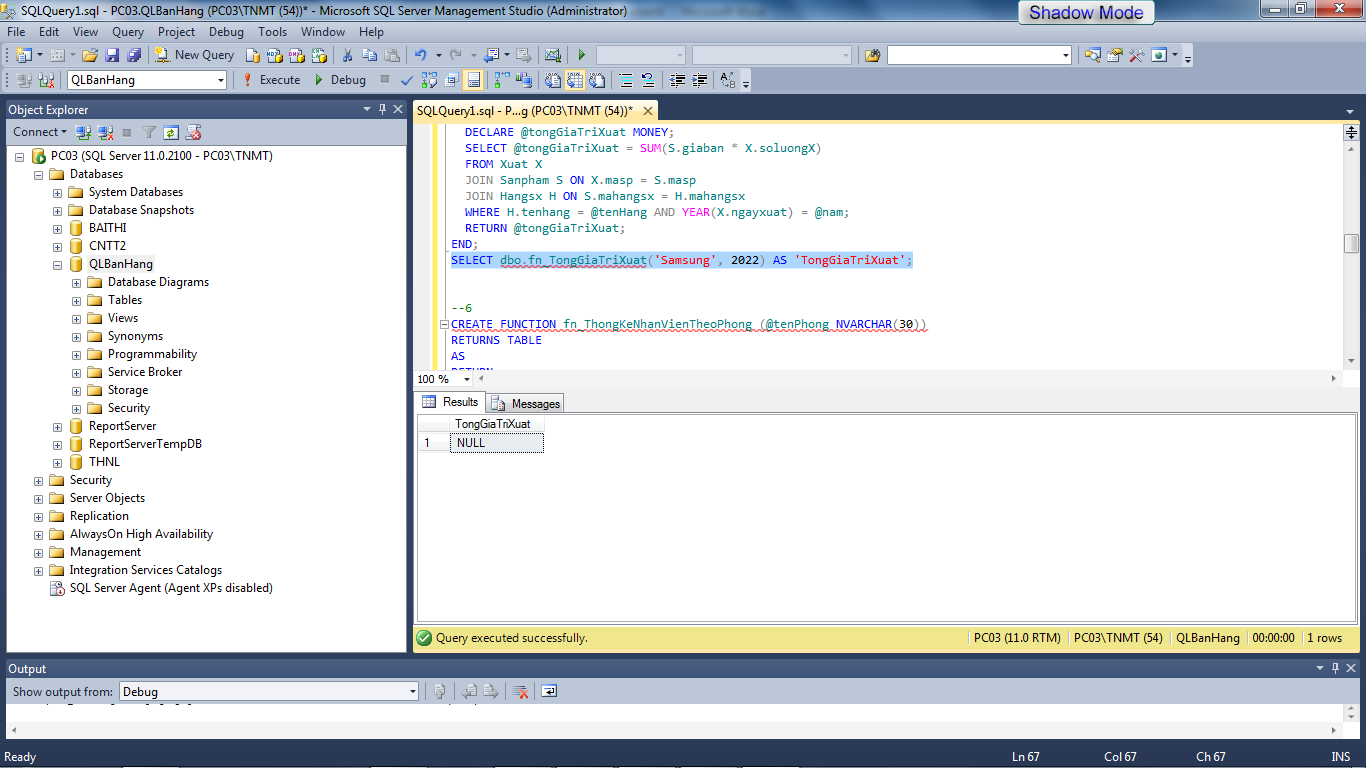 SQLQuery1.sql - PC03.QLBanHang (PC03\TNMT (54))* - Microsoft SQL Server Management Studio (Administrator)
Shadow Mode
File Edit View Query Project Debug Tools Window Help
New Query
QLBanHang Execute Debug
Object Explorer
Connect
PC03 (SQL Server 11.0.2100 - PC03\TNMT)
Databases
System Databases
Database Snapshots
BAITHI
CNTT2
QLBanHang
Database Diagrams
Tables
Views
Synonyms
Programmability
Service Broker
Storage
Security
ReportServer
ReportServerTempDB
THNL
Security
Server Objects
Replication
AlwaysOn High Availability
Management
Integration Services Catalogs
SQL Server Agent (Agent XPs disabled)
SQLQuery1.sql - P...g (PC03\TNMT (54))*
DECLARE @tongGiaTriXuat MONEY;
SELECT @tongGiaTriXuat = SUM(S.giaban * X.soluongX)
FROM Xuat X
JOIN Sanpham S ON X.masp = S.masp
JOIN Hangsx H ON S.mahangsx = H.mahangsx
WHERE H.tenhang = @tenHang AND YEAR(X.ngayxuat) = @nam;
RETURN @tongGiaTriXuat;
END;
SELECT dbo.fn_TongGiaTriXuat('Samsung', 2022) AS 'TongGiaTriXuat';
--6
CREATE FUNCTION fn_ThongKeNhanVienTheoPhong (@tenPhong NVARCHAR(30))
RETURNS TABLE
AS
RETURN
100 %
Results Messages
TongGiaTriXuat
1 NULL
Query executed successfully. PC03 (11.0 RTM) PC03\TNMT (54) QLBanHang 00:00:00 1 rows
Output
Show output from: Debug
Ready Ln 67 Col 67 Ch 67 INS